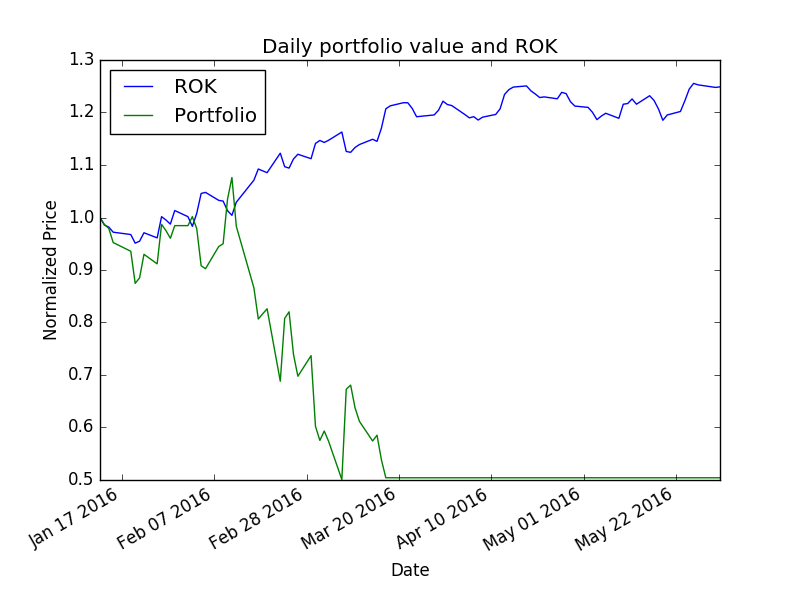 Daily portfolio value and ROK
ROK
Portfolio
1.3
1.2
1.1
1.0
0.9
0.8
0.7
0.6
0.5
Normalized Price
Jan 17 2016
Feb 07 2016
Feb 28 2016
Mar 20 2016
Apr 10 2016
May 01 2016
May 22 2016
Date